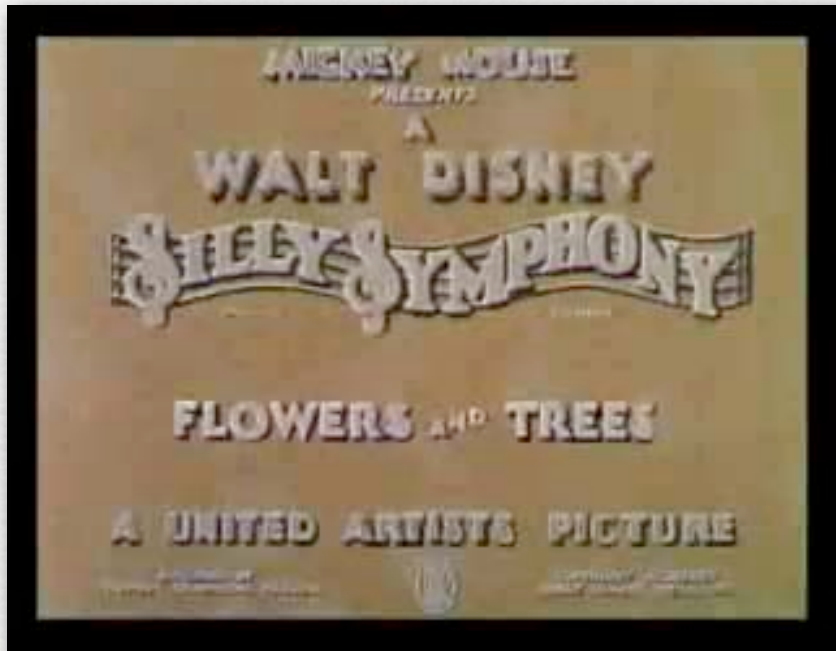 MICKEY MOUSE
PRESENTS
A
WALT DISNEY
SILLY SYMPHONY
FLOWERS AND TREES
A UNITED ARTISTS PICTURE